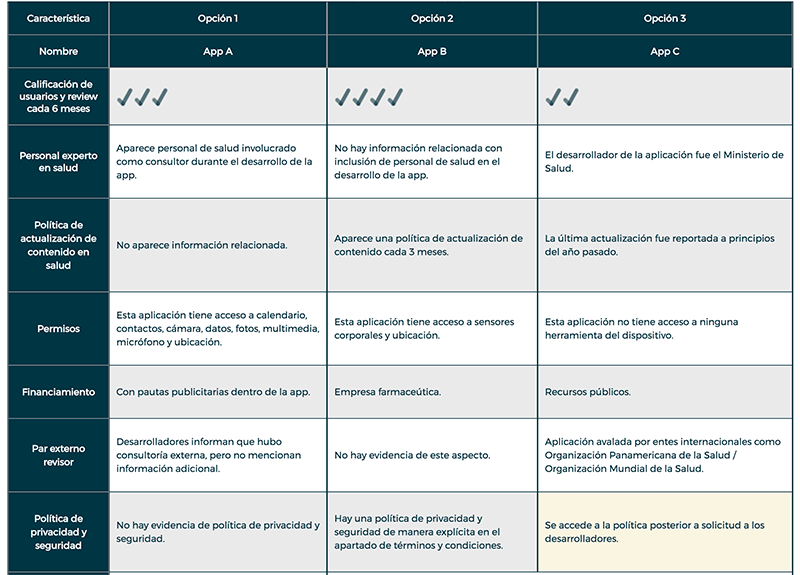 Característica
Opción 1
Opción 2
Opción 3
Nombre
App A
App B
App C
Calificación de
usuarios y review
cada 6 meses
Personal experto
en salud
Aparece personal de salud involucrado
como consultor durante el desarrollo de la
app.
No hay información relacionada con
inclusión de personal de salud en el
desarrollo de la app.
El desarrollador de la aplicación fue el Ministerio de
Salud.
Política de
actualización de
contenido en
salud
No aparece información relacionada.
Aparece una política de actualización de
contenido cada 3 meses.
La última actualización fue reportada a principios
del año pasado.
Permisos
Esta aplicación tiene acceso a calendario,
contactos, cámara, datos, fotos, multimedia,
micrófono y ubicación.
Esta aplicación tiene acceso a sensores
corporales y ubicación.
Esta aplicación no tiene acceso a ninguna
herramienta del dispositivo.
Financiamiento
Con pautas publicitarias dentro de la app.
Empresa farmaceútica.
Recursos públicos.
Par externo
revisor
Desarrolladores informan que hubo
consultoría externa, pero no mencionan
información adicional.
No hay evidencia de este aspecto.
Aplicación avalada por entes internacionales como
Organización Panamericana de la Salud /
Organización Mundial de la Salud.
Política de
privacidad y
seguridad
No hay evidencia de política de privacidad y
seguridad.
Hay una política de privacidad y
seguridad de manera explícita en el
apartado de términos y condiciones.
Se accede a la política posterior a solicitud a los
desarrolladores.